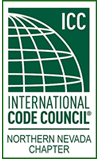 ICC
INTERNATIONAL
CODE COUNCIL®
NORTHERN NEVADA
CHAPTER